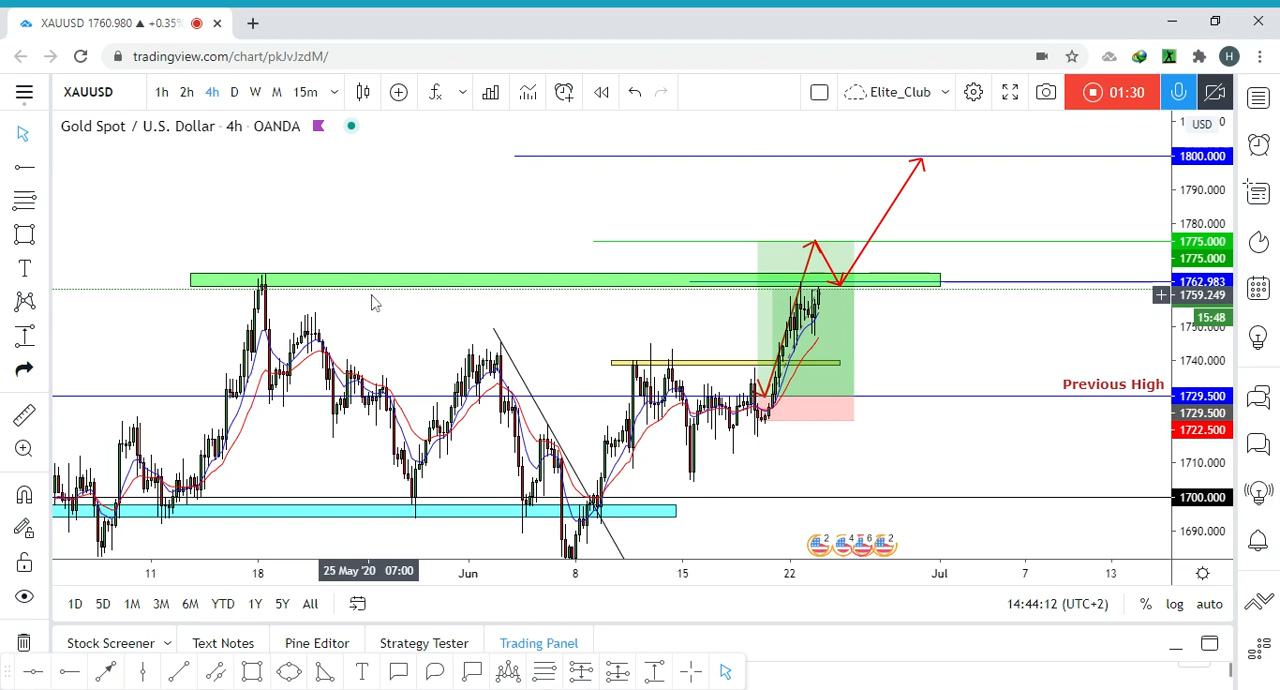 XAUUSD 1760.980 ▲ +0.35%
tradingview.com/chart/pkJvJzdM/
H
XAUUSD 1h 2h 4h D W M 15m Elite_Club 01:30
Gold Spot / U.S. Dollar · 4h · OANDA
USD
1800.000
1790.000
1780.000
1775.000
1775.000
1762.983
1759.249
15:48
1750.000
1740.000
Previous High
1729.500
1729.500
1722.500
1710.000
1700.000
1690.000
2 4 6 2
11 18 25 May '20 07:00 Jun 8 15 22 Jul 7 13
1D 5D 1M 3M 6M YTD 1Y 5Y All 14:44:12 (UTC+2) % log auto
Stock Screener Text Notes Pine Editor Strategy Tester Trading Panel